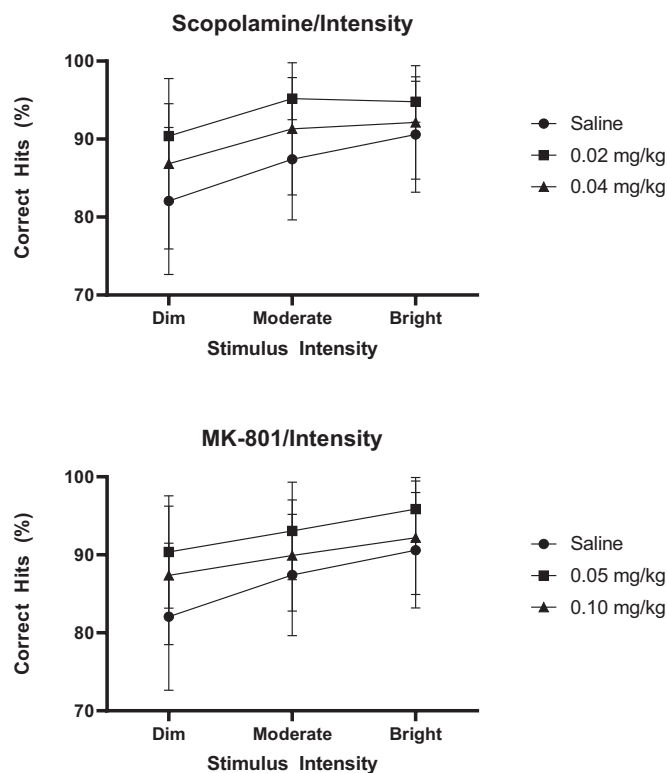 Scopolamine/Intensity
Correct Hits (%)
100
90
80
70
Dim Moderate Bright
Stimulus Intensity
Saline
0.02 mg/kg
0.04 mg/kg
MK-801/Intensity
Correct Hits (%)
100
90
80
70
Dim Moderate Bright
Stimulus Intensity
Saline
0.05 mg/kg
0.10 mg/kg